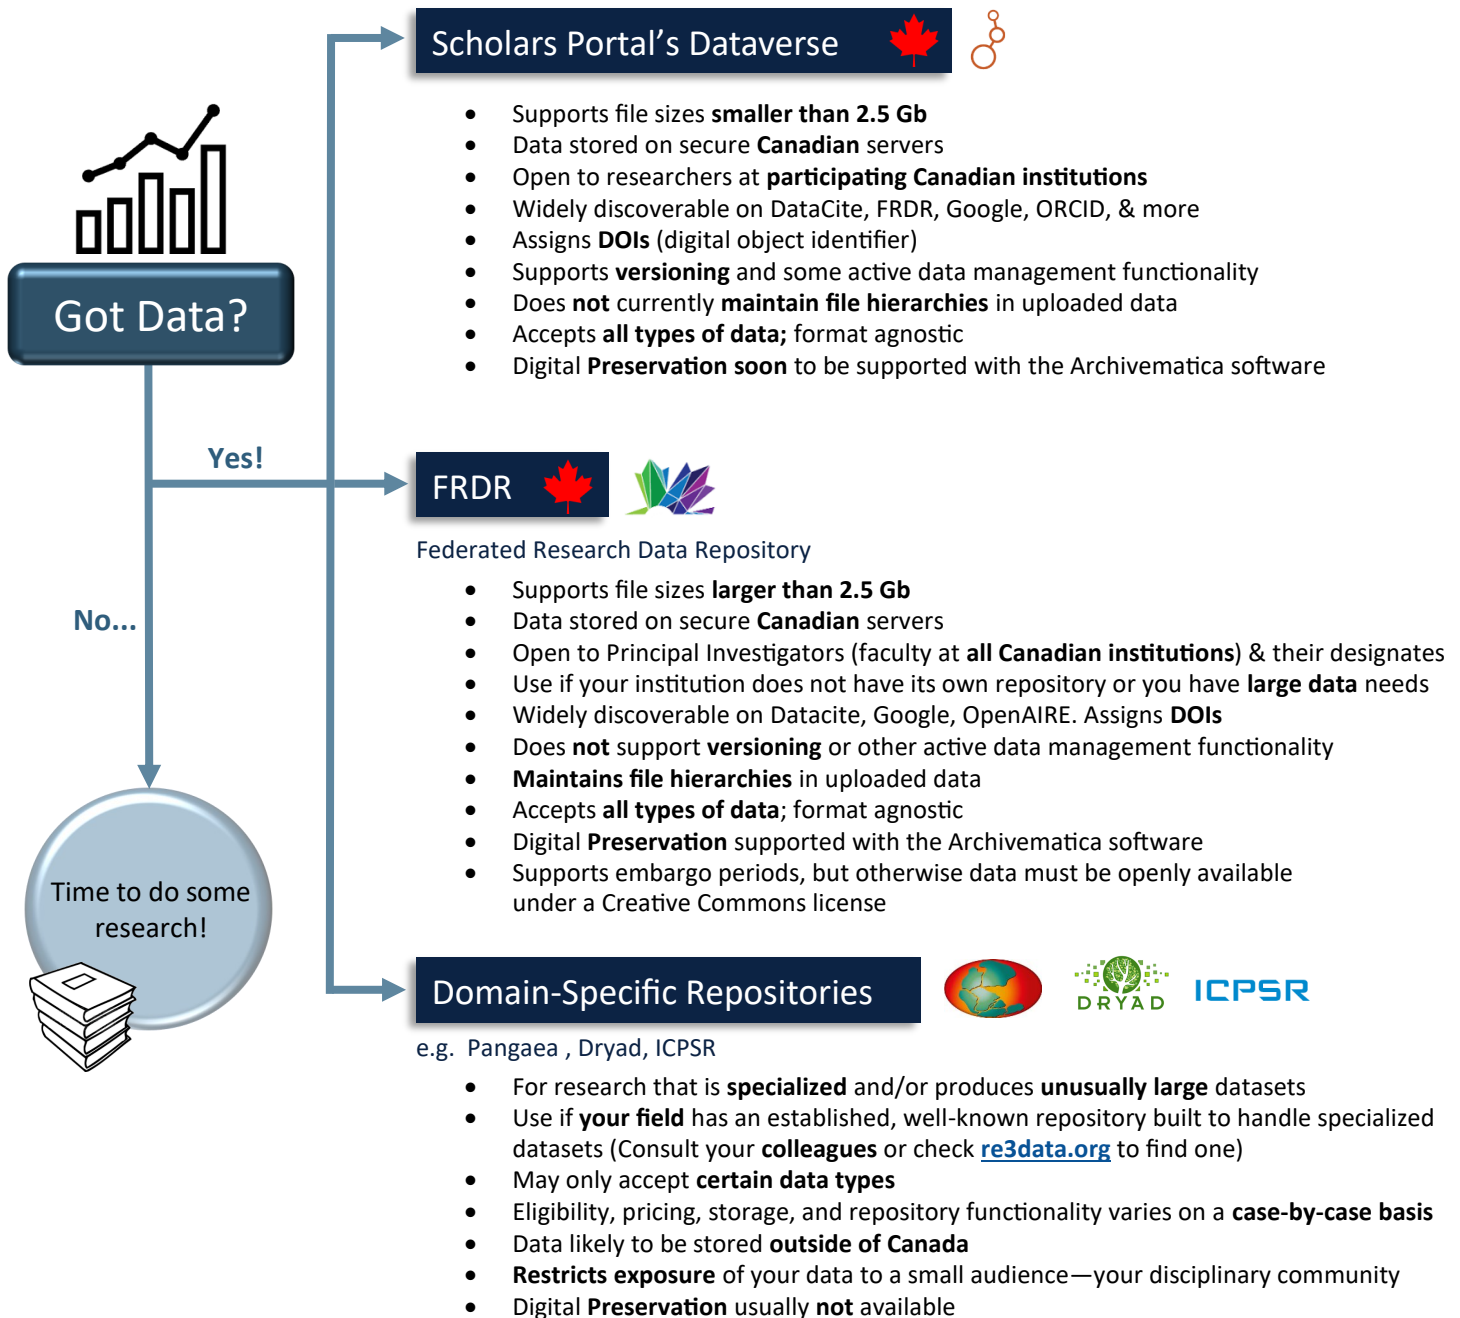 Scholars Portal's Dataverse
• Supports file sizes smaller than 2.5 Gb
• Data stored on secure Canadian servers
• Open to researchers at participating Canadian institutions
• Widely discoverable on DataCite, FRDR, Google, ORCID, & more
• Assigns DOIs (digital object identifier)
• Supports versioning and some active data management functionality
• Does not currently maintain file hierarchies in uploaded data
• Accepts all types of data; format agnostic
• Digital Preservation soon to be supported with the Archivematica software
Got Data?
Yes!
No...
Time to do some
research!
FRDR
Federated Research Data Repository
• Supports file sizes larger than 2.5 Gb
• Data stored on secure Canadian servers
• Open to Principal Investigators (faculty at all Canadian institutions) & their designates
• Use if your institution does not have its own repository or you have large data needs
• Widely discoverable on Datacite, Google, OpenAIRE. Assigns DOIs
• Does not support versioning or other active data management functionality
• Maintains file hierarchies in uploaded data
• Accepts all types of data; format agnostic
• Digital Preservation supported with the Archivematica software
• Supports embargo periods, but otherwise data must be openly available
under a Creative Commons license
Domain-Specific Repositories
DRYAD
ICPSR
e.g. Pangaea , Dryad, ICPSR
• For research that is specialized and/or produces unusually large datasets
• Use if your field has an established, well-known repository built to handle specialized
datasets (Consult your colleagues or check re3data.org to find one)
• May only accept certain data types
• Eligibility, pricing, storage, and repository functionality varies on a case-by-case basis
• Data likely to be stored outside of Canada
• Restricts exposure of your data to a small audience—your disciplinary community
• Digital Preservation usually not available